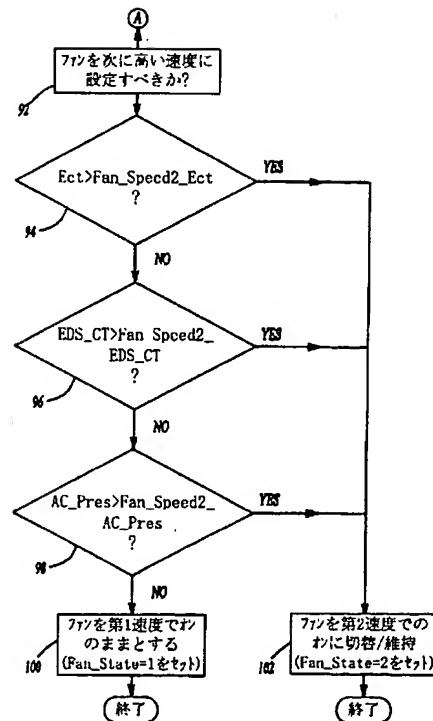 A
ファンを次に高い速度に
設定すべきか?
92
Ect>Fan_Speed2_Ect
?
YES
94
NO
EDS_CT>Fan Speed2_
EDS_CT
?
YES
96
NO
AC_Pres>Fan_Speed2_
AC_Pres
?
YES
98
NO
ファンを第1速度でオン
のままとする
(Fan_State=1をセット)
100
ファンを第2速度での
オンに切替/維持
(Fan_State=2をセット)
102
終了
終了